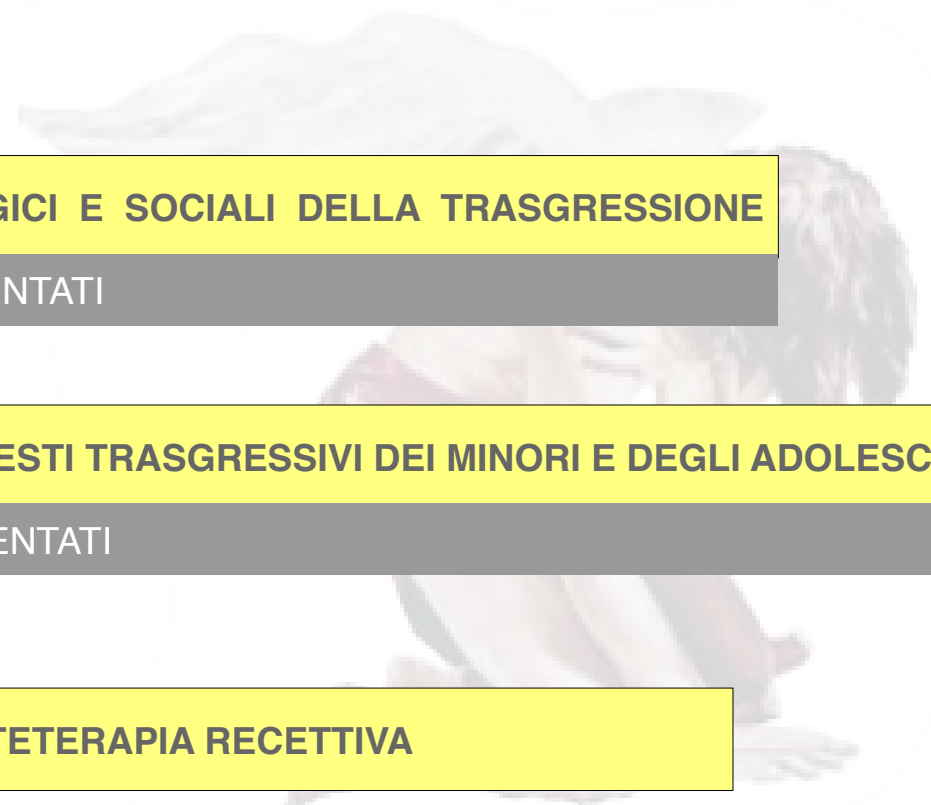 GICI E SOCIALI DELLA TRASGRESSIONE
NTATI
ESTI TRASGRESSIVI DEI MINORI E DEGLI ADOLESC
ENTATI
TETERAPIA RECETTIVA